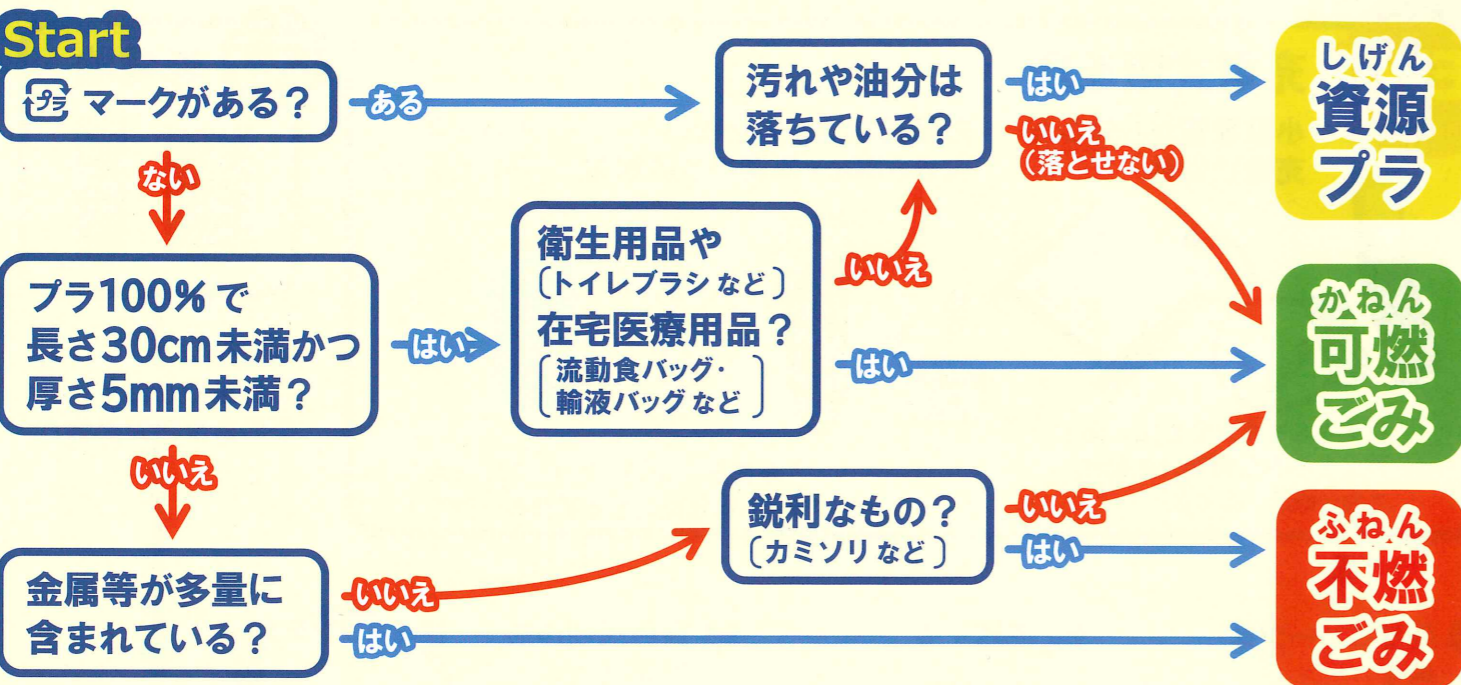 Start
プラ マークがある？
ある
ない
汚れや油分は
落ちている？
はい
いいえ
（落とせない）
しげん
資源
プラ
プラ100％で
長さ30cm未満かつ
厚さ5mm未満？
はい
いいえ
衛生用品や
〔トイレブラシ など〕
在宅医療用品？
〔流動食バッグ・
輸液バッグ など〕
いいえ
はい
かねん
可燃
ごみ
金属等が多量に
含まれている？
いいえ
はい
鋭利なもの？
〔カミソリ など〕
いいえ
はい
ふねん
不燃
ごみ